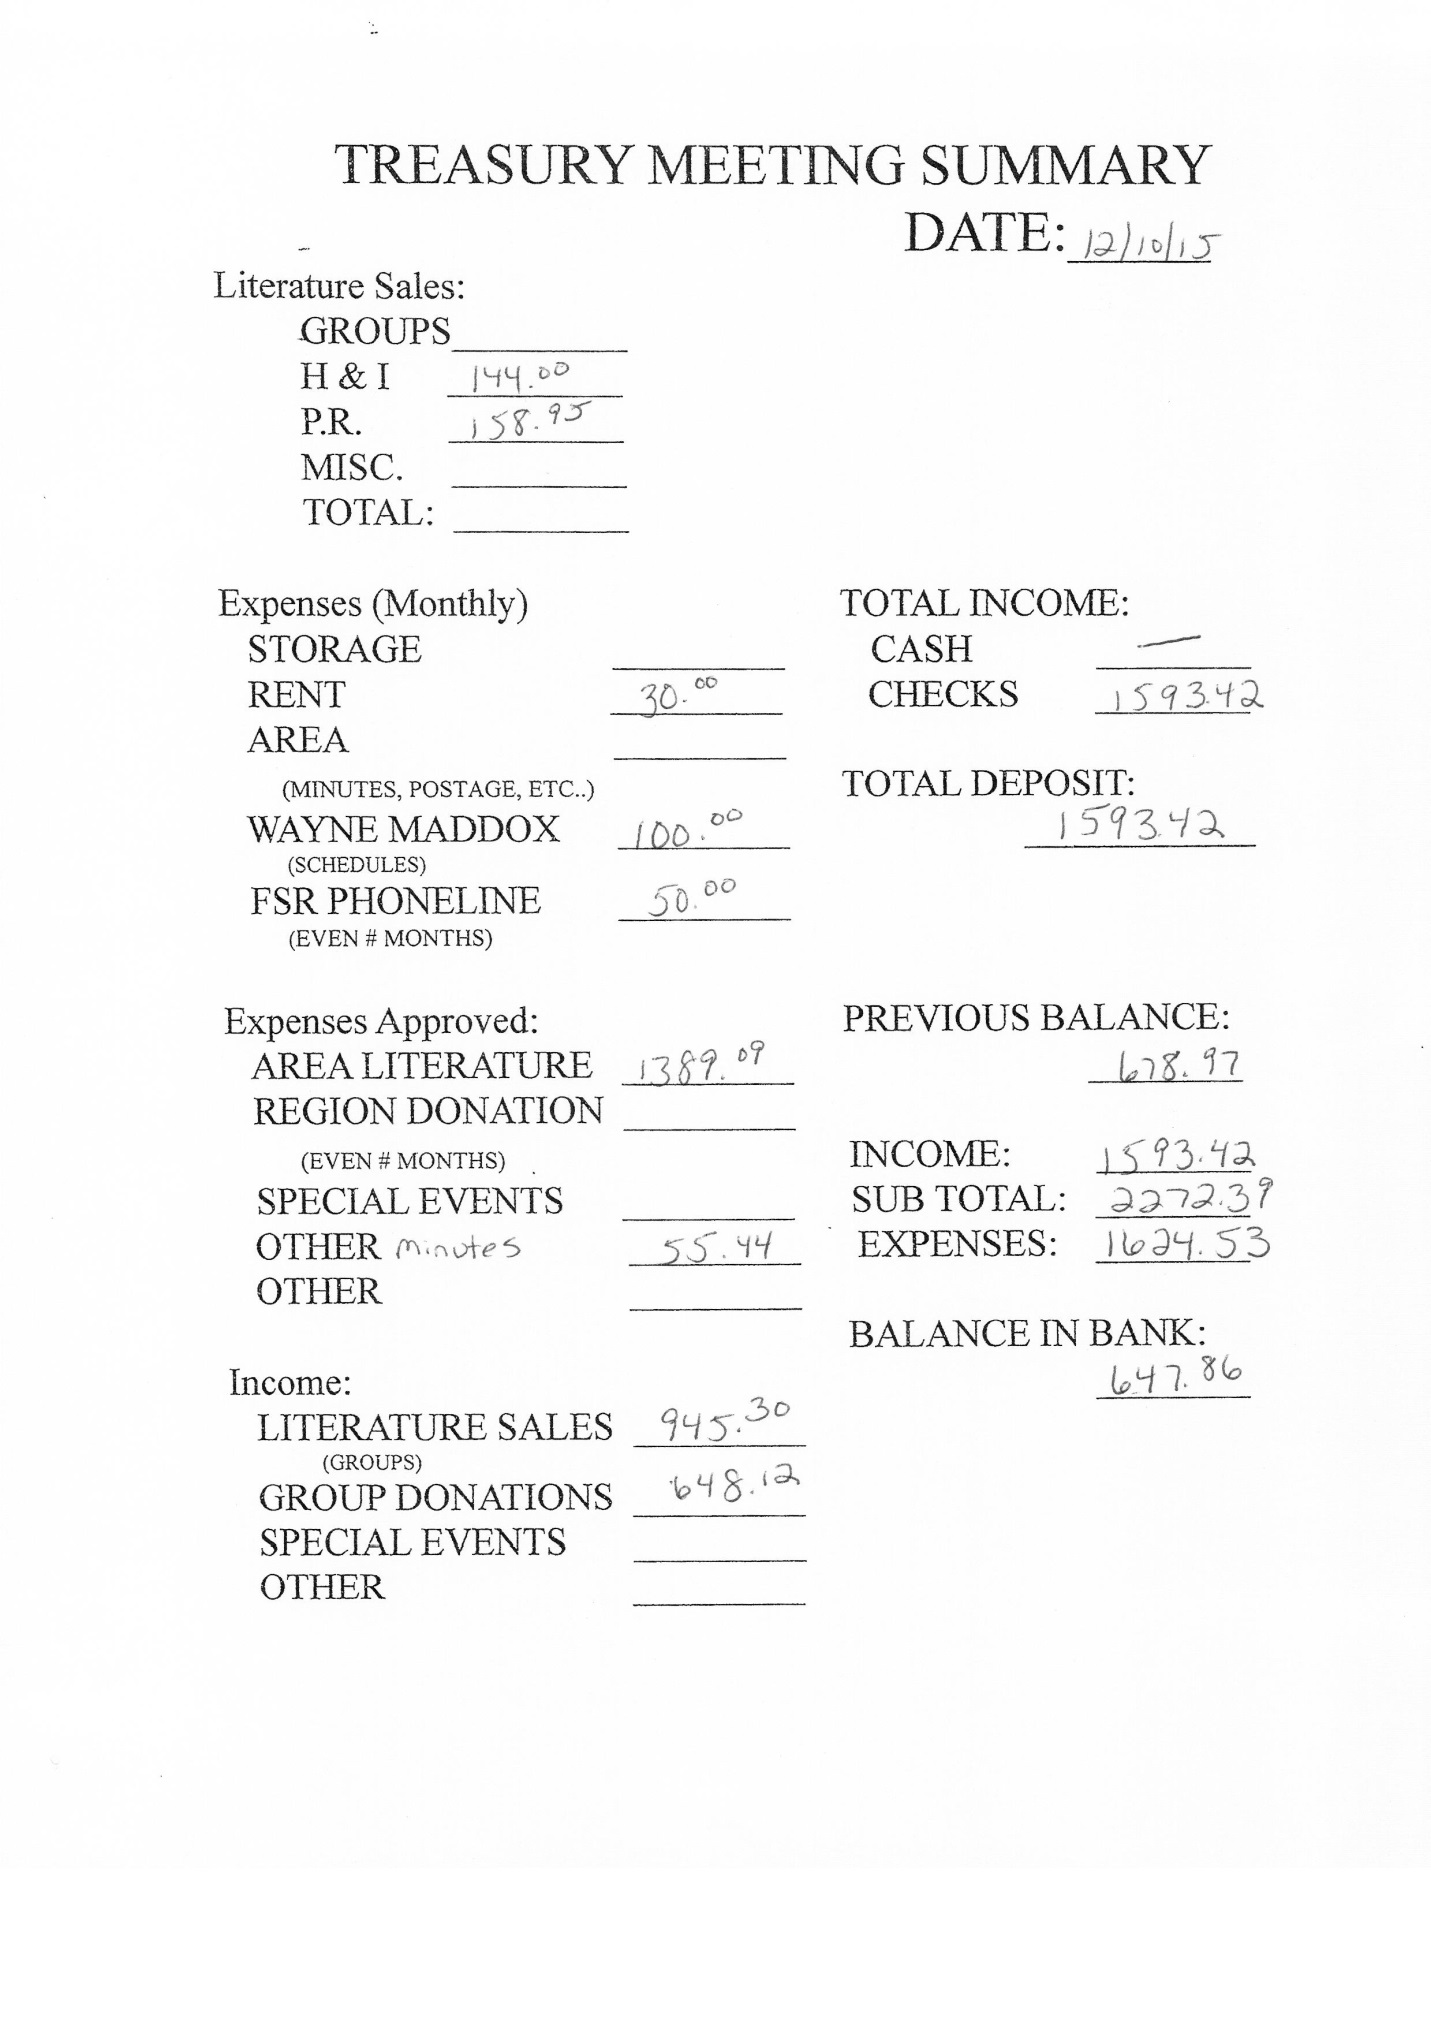 TREASURY MEETING SUMMARY
DATE: 12/10/15
Literature Sales:
GROUPS
H & I 144.00
P.R. 158.95
MISC.
TOTAL:
Expenses (Monthly)
STORAGE
RENT 30.00
AREA
(MINUTES, POSTAGE, ETC..)
WAYNE MADDOX 100.00
(SCHEDULES)
FSR PHONELINE 50.00
(EVEN # MONTHS)
TOTAL INCOME:
CASH —
CHECKS 1593.42
TOTAL DEPOSIT:
1593.42
Expenses Approved:
AREA LITERATURE 1389.09
REGION DONATION
(EVEN # MONTHS)
SPECIAL EVENTS
OTHER minutes 55.44
OTHER
PREVIOUS BALANCE:
678.97
INCOME: 1593.42
SUB TOTAL: 2272.39
EXPENSES: 1624.53
BALANCE IN BANK:
647.86
Income:
LITERATURE SALES 945.30
(GROUPS)
GROUP DONATIONS 648.12
SPECIAL EVENTS
OTHER